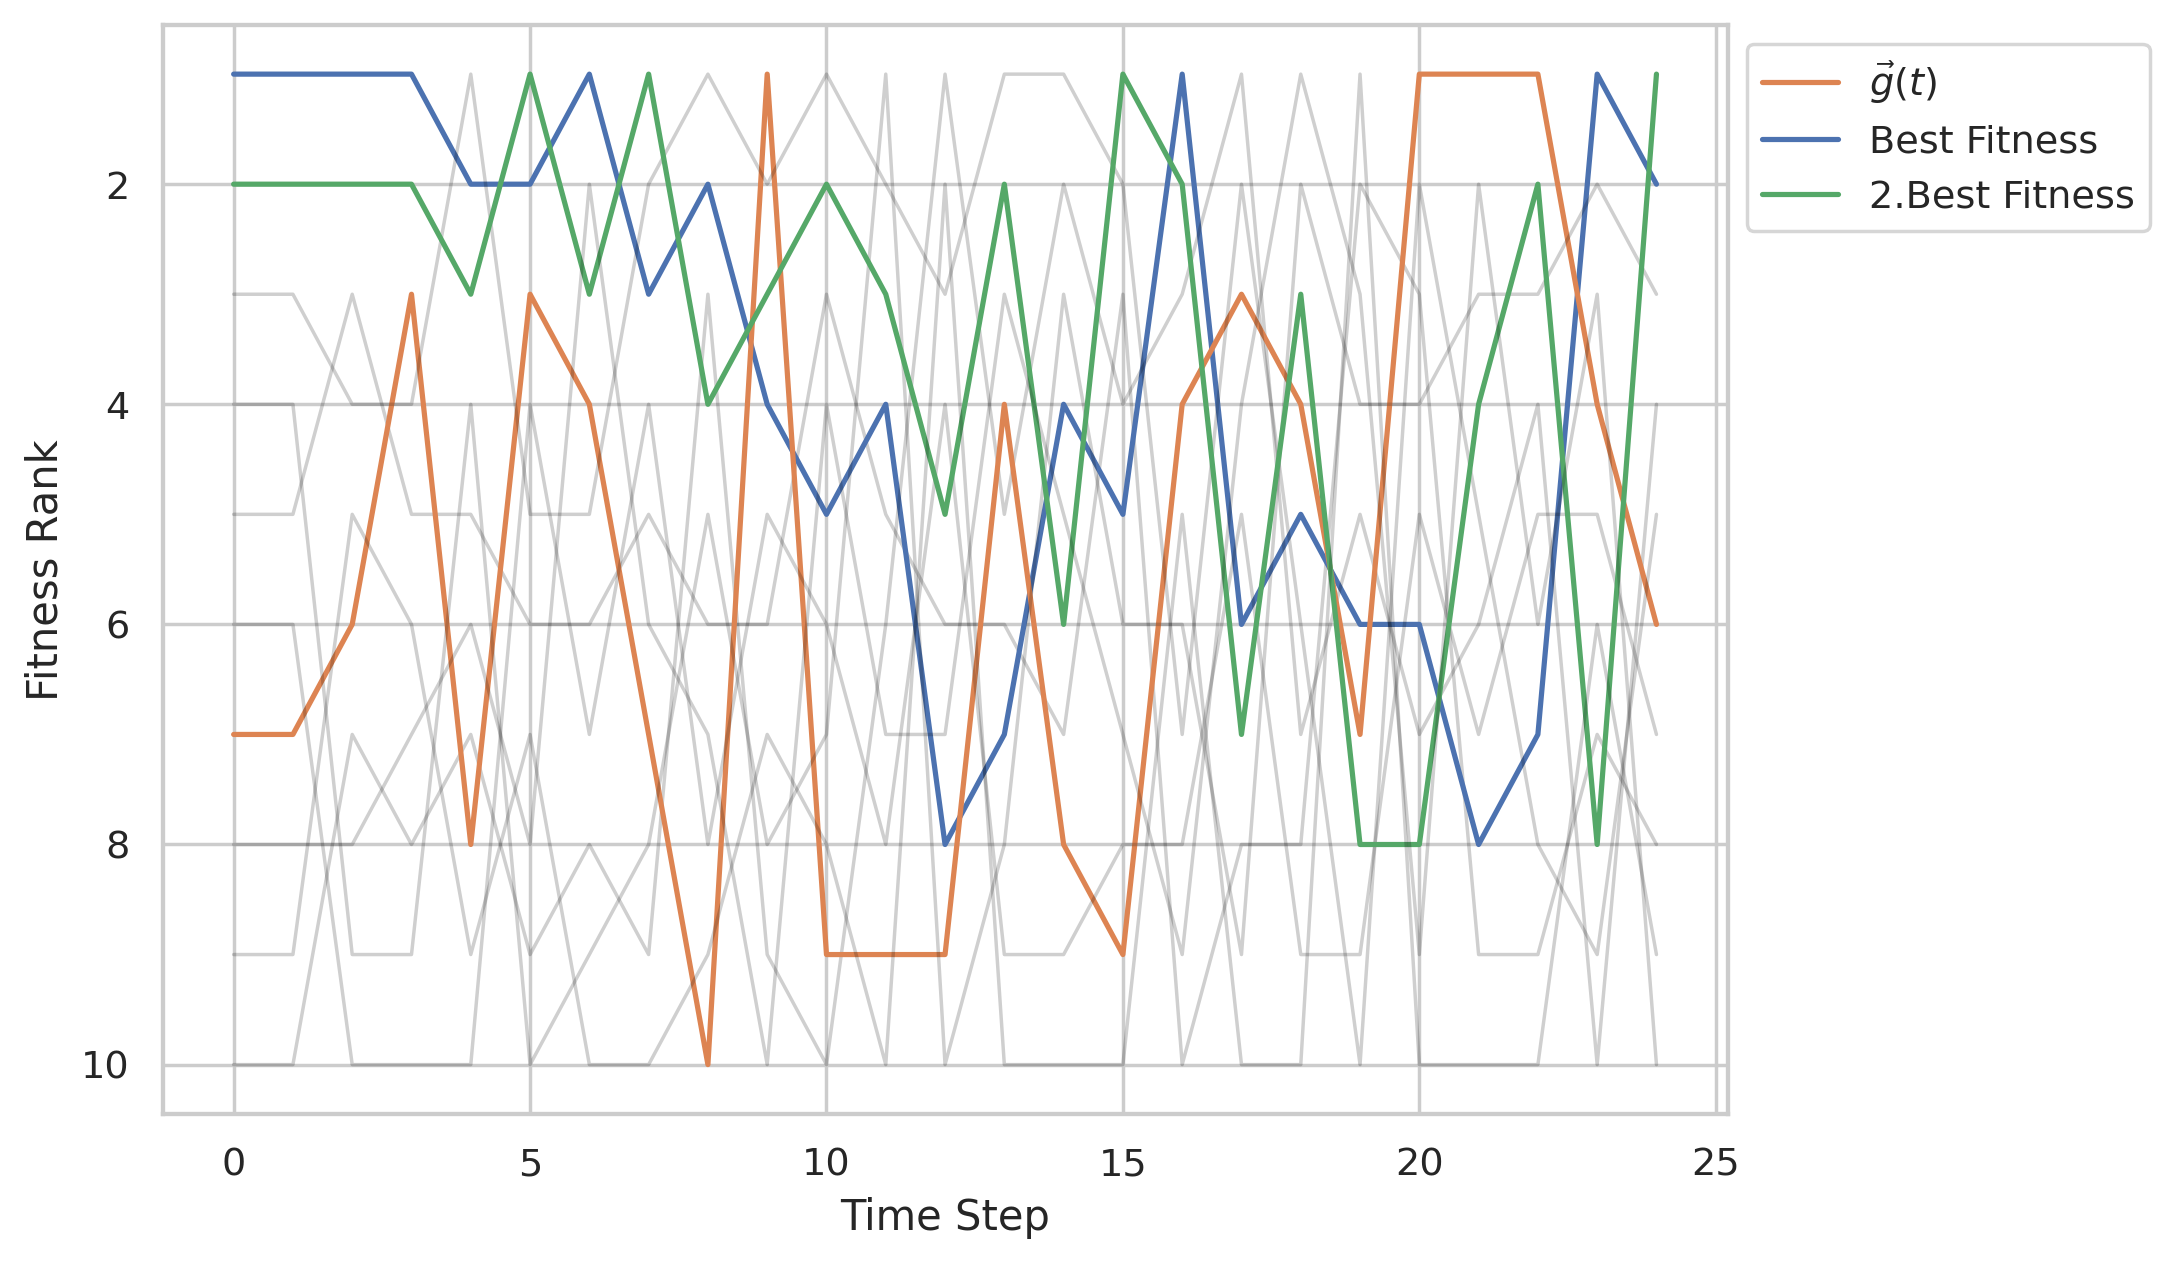 g⃗(t)
Best Fitness
2.Best Fitness
2
4
6
8
10
Fitness Rank
0 5 10 15 20 25
Time Step